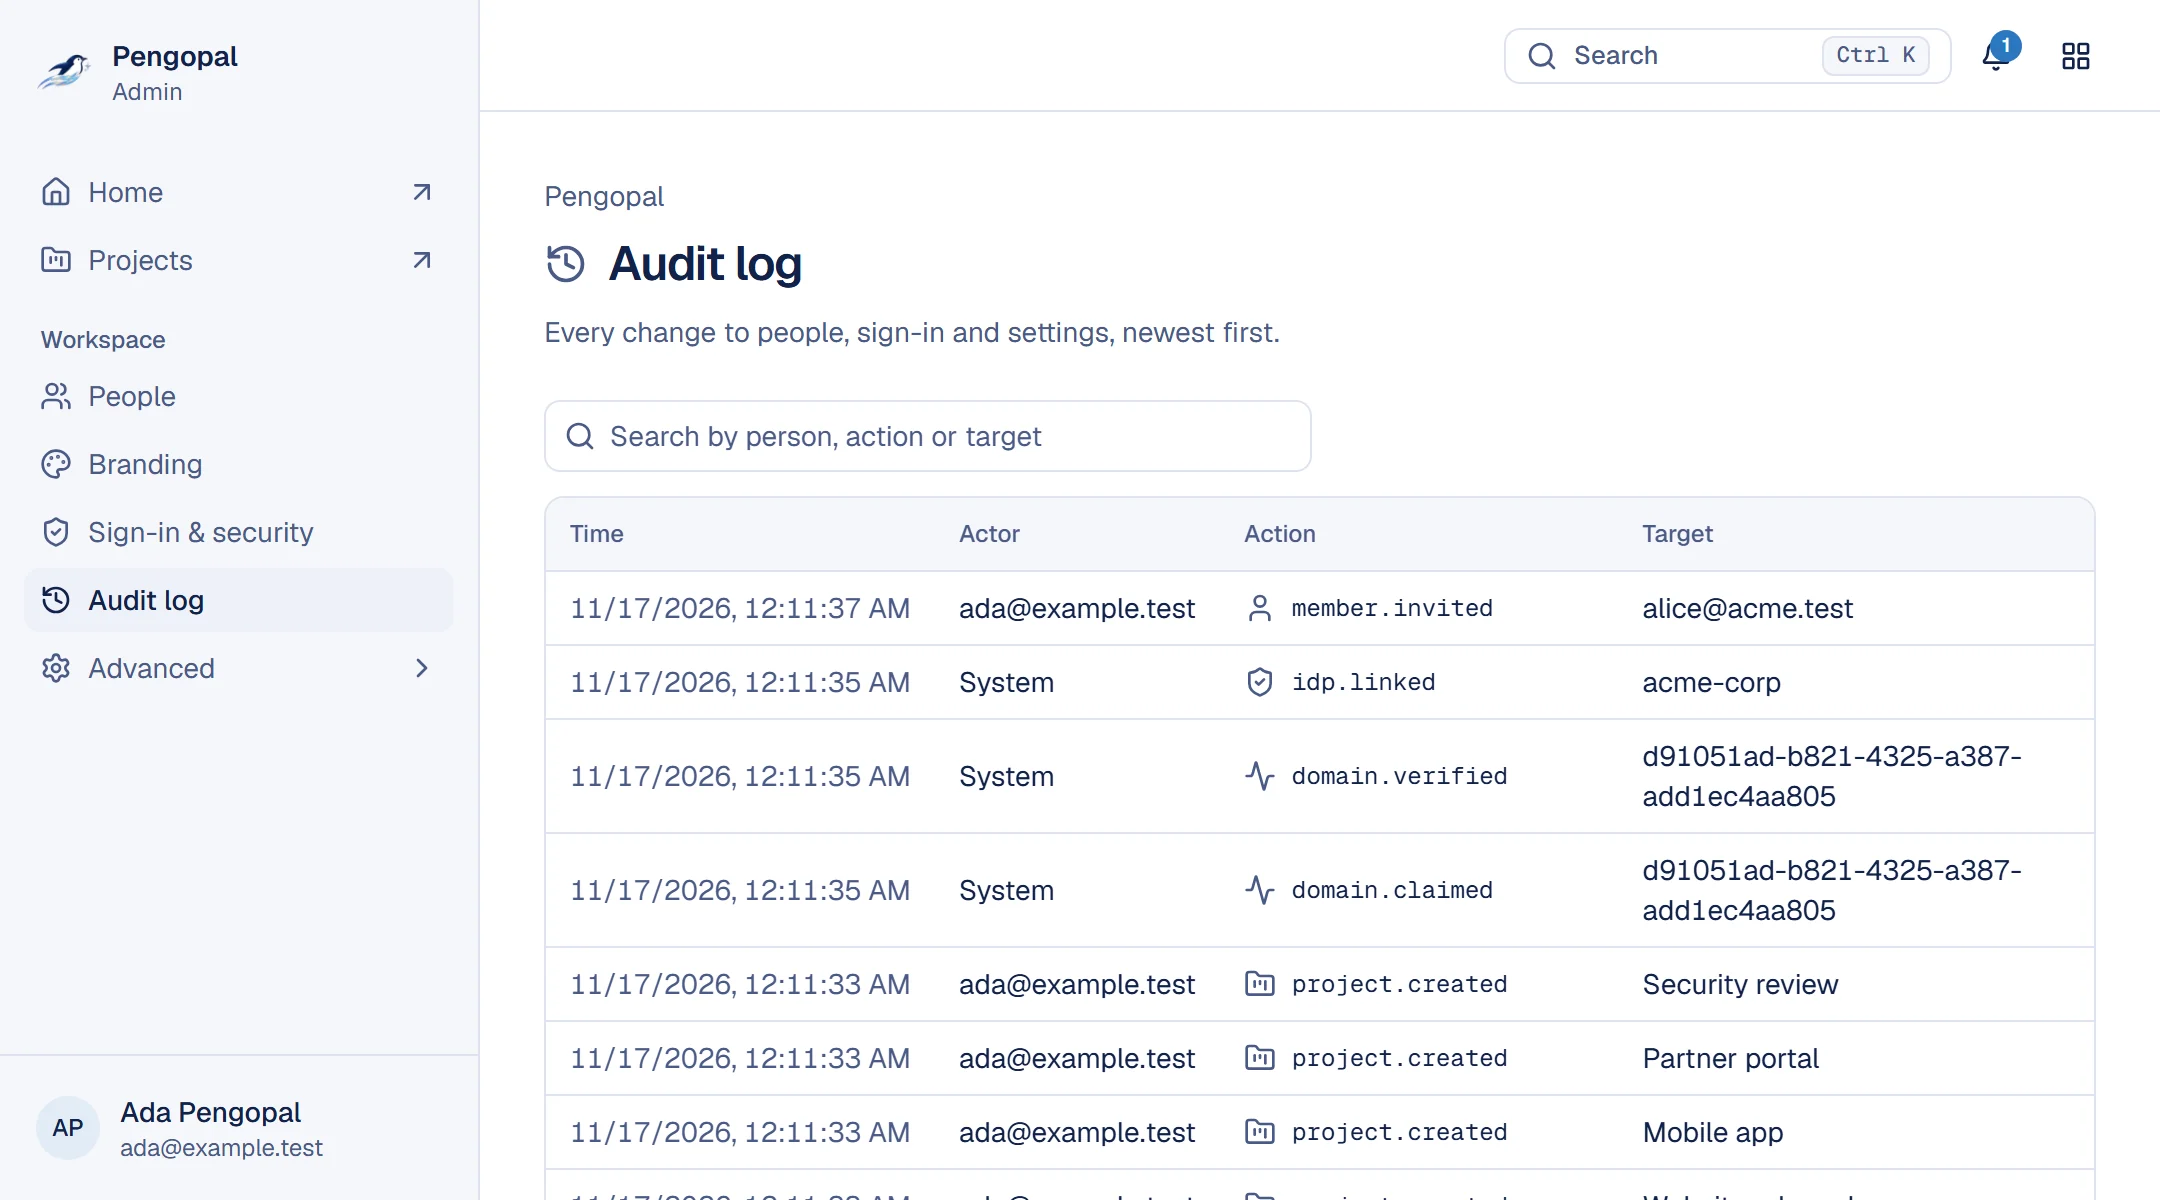 Pengopal
Admin
Home
Projects
Workspace
People
Branding
Sign-in & security
Audit log
Advanced
Ada Pengopal
AP
ada@example.test
Search Ctrl K
1
Pengopal
Audit log
Every change to people, sign-in and settings, newest first.
Search by person, action or target
Time Actor Action Target
11/17/2026, 12:11:37 AM ada@example.test member.invited alice@acme.test
11/17/2026, 12:11:35 AM System idp.linked acme-corp
11/17/2026, 12:11:35 AM System domain.verified d91051ad-b821-4325-a387-
add1ec4aa805
11/17/2026, 12:11:35 AM System domain.claimed d91051ad-b821-4325-a387-
add1ec4aa805
11/17/2026, 12:11:33 AM ada@example.test project.created Security review
11/17/2026, 12:11:33 AM ada@example.test project.created Partner portal
11/17/2026, 12:11:33 AM ada@example.test project.created Mobile app